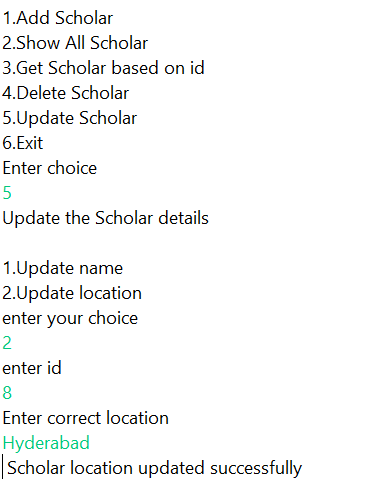 1.Add Scholar
2.Show All Scholar
3.Get Scholar based on id
4.Delete Scholar
5.Update Scholar
6.Exit
Enter choice
5
Update the Scholar details
1.Update name
2.Update location
enter your choice
2
enter id
8
Enter correct location
Hyderabad
Scholar location updated successfully